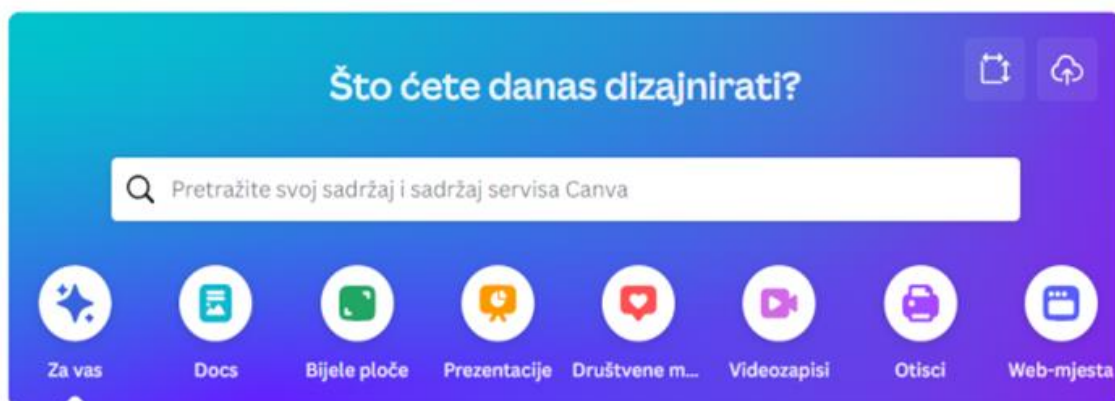 Što ćete danas dizajnirati?
Pretražite svoj sadržaj i sadržaj servisa Canva
Za vas
Docs
Bijele ploče
Prezentacije
Društvene m...
Videozapisi
Otisci
Web-mjesta